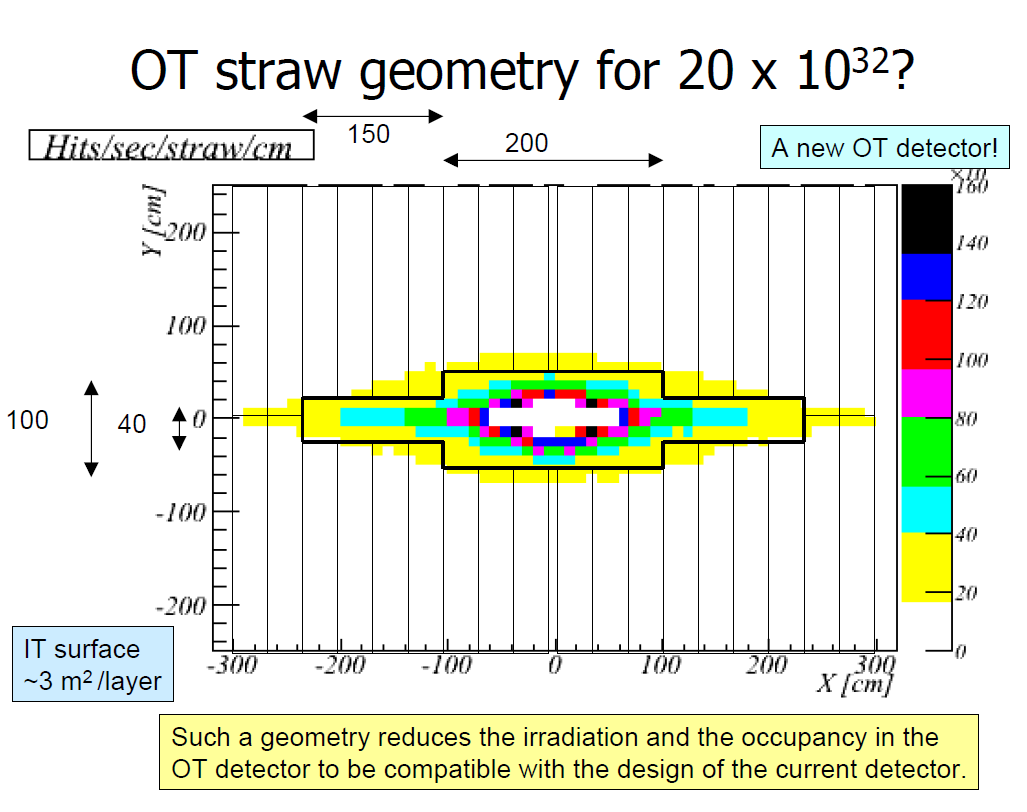 OT straw geometry for 20 x 10³²?
150
200
Hits/sec/straw/cm
A new OT detector!
Y [cm]
200
100
0
-100
-200
100
40
160
140
120
100
80
60
40
20
0
-300
-200
-100
0
100
200
300
X [cm]
IT surface
~3 m² /layer
Such a geometry reduces the irradiation and the occupancy in the
OT detector to be compatible with the design of the current detector.